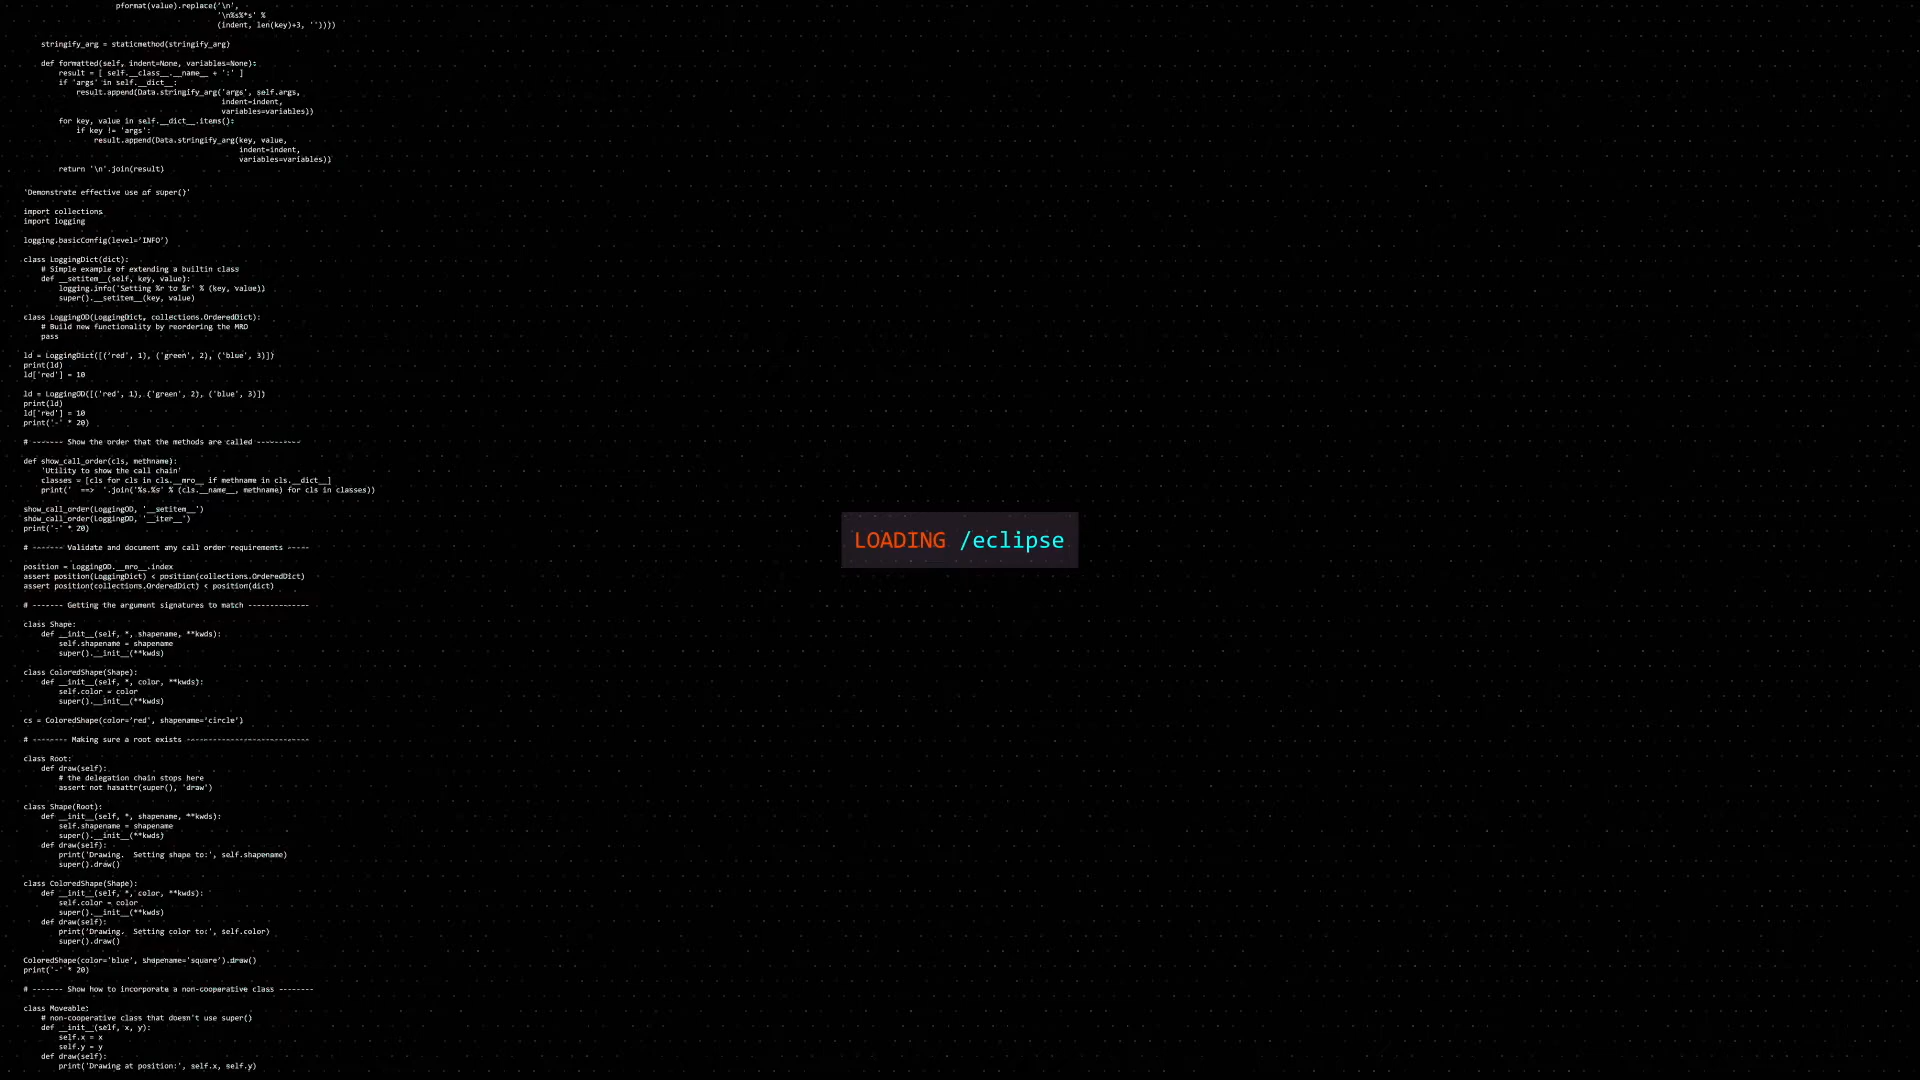 pformat(value).replace('\n',
'\n%s%*s' %
(indent, len(key)+3, ''))))
stringify_arg = staticmethod(stringify_arg)
def formatted(self, indent=None, variables=None):
result = [ self.__class__.__name__ + ':' ]
if 'args' in self.__dict__:
result.append(Data.stringify_arg('args', self.args,
indent=indent,
variables=variables))
for key, value in self.__dict__.items():
if key != 'args':
result.append(Data.stringify_arg(key, value,
indent=indent,
variables=variables))
return '\n'.join(result)
'Demonstrate effective use of super()'
import collections
import logging
logging.basicConfig(level='INFO')
class LoggingDict(dict):
# Simple example of extending a builtin class
def __setitem__(self, key, value):
logging.info('Setting %r to %r' % (key, value))
super().__setitem__(key, value)
class LoggingOD(LoggingDict, collections.OrderedDict):
# Build new functionality by reordering the MRO
pass
ld = LoggingDict([('red', 1), ('green', 2), ('blue', 3)])
print(ld)
ld['red'] = 10
ld = LoggingOD([('red', 1), ('green', 2), ('blue', 3)])
print(ld)
ld['red'] = 10
print('-' * 20)
# ------- Show the order that the methods are called ----------
def show_call_order(cls, methname):
'Utility to show the call chain'
classes = [cls for cls in cls.__mro__ if methname in cls.__dict__]
print('  ==>  '.join('%s.%s' % (cls.__name__, methname) for cls in classes))
show_call_order(LoggingOD, '__setitem__')
show_call_order(LoggingOD, '__iter__')
print('-' * 20)
# ------- Validate and document any call order requirements -----
position = LoggingOD.__mro__.index
assert position(LoggingDict) < position(collections.OrderedDict)
assert position(collections.OrderedDict) < position(dict)
# ------- Getting the argument signatures to match --------------
class Shape:
def __init__(self, *, shapename, **kwds):
self.shapename = shapename
super().__init__(**kwds)
class ColoredShape(Shape):
def __init__(self, *, color, **kwds):
self.color = color
super().__init__(**kwds)
cs = ColoredShape(color='red', shapename='circle')
# -------- Making sure a root exists ----------------------------
class Root:
def draw(self):
# the delegation chain stops here
assert not hasattr(super(), 'draw')
class Shape(Root):
def __init__(self, *, shapename, **kwds):
self.shapename = shapename
super().__init__(**kwds)
def draw(self):
print('Drawing.  Setting shape to:', self.shapename)
super().draw()
class ColoredShape(Shape):
def __init__(self, *, color, **kwds):
self.color = color
super().__init__(**kwds)
def draw(self):
print('Drawing.  Setting color to:', self.color)
super().draw()
ColoredShape(color='blue', shapename='square').draw()
print('-' * 20)
# ------- Show how to incorporate a non-cooperative class --------
class Moveable:
# non-cooperative class that doesn't use super()
def __init__(self, x, y):
self.x = x
self.y = y
def draw(self):
print('Drawing at position:', self.x, self.y)
LOADING /eclipse